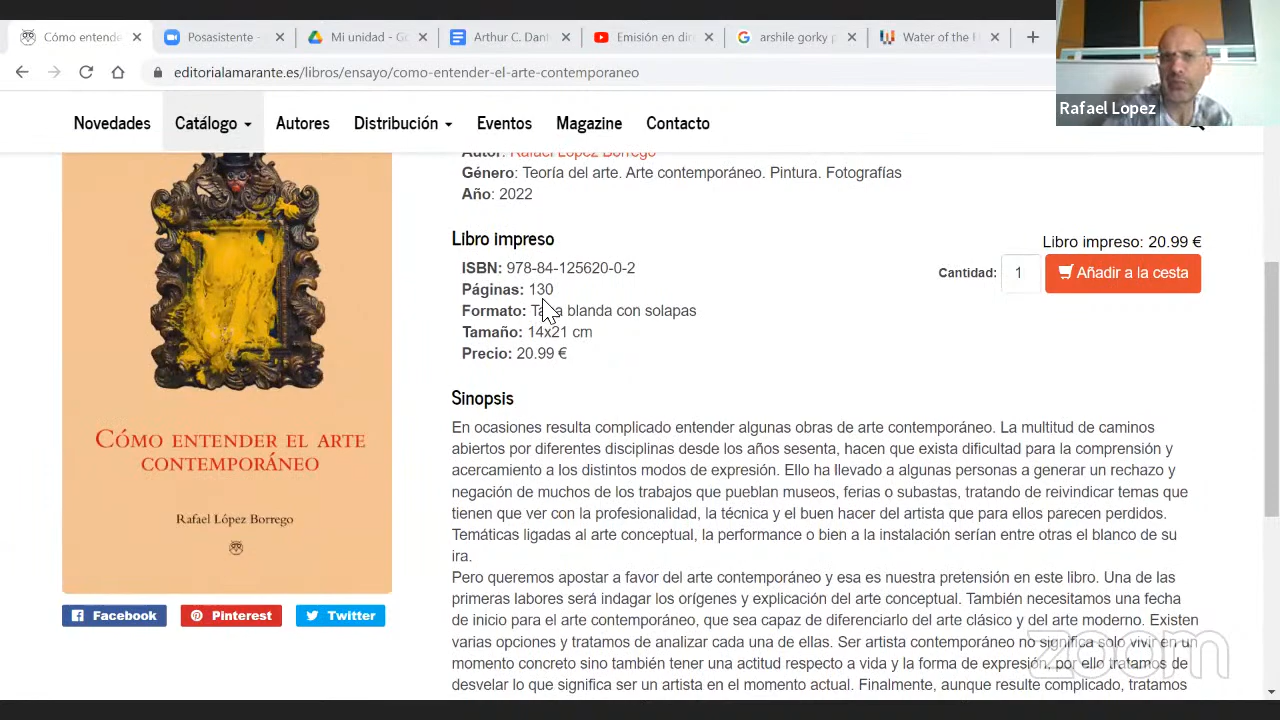 Cómo entende
Posasistente -
Mi unidad - Go
Arthur C. Dant
Emisión en dir
arshile gorky p
Water of the F
editorialamarante.es/libros/ensayo/como-entender-el-arte-contemporaneo
Rafael Lopez
Novedades Catálogo Autores Distribución Eventos Magazine Contacto
Autor: Rafael López Borrego
Género: Teoría del arte. Arte contemporáneo. Pintura. Fotografías
Año: 2022
Libro impreso
ISBN: 978-84-125620-0-2
Páginas: 130
Formato: Tapa blanda con solapas
Tamaño: 14x21 cm
Precio: 20.99 €
Libro impreso: 20.99 €
Cantidad: 1 Añadir a la cesta
CÓMO ENTENDER EL ARTE
CONTEMPORÁNEO
Rafael López Borrego
Facebook Pinterest Twitter
Sinopsis
En ocasiones resulta complicado entender algunas obras de arte contemporáneo. La multitud de caminos
abiertos por diferentes disciplinas desde los años sesenta, hacen que exista dificultad para la comprensión y
acercamiento a los distintos modos de expresión. Ello ha llevado a algunas personas a generar un rechazo y
negación de muchos de los trabajos que pueblan museos, ferias o subastas, tratando de reivindicar temas que
tienen que ver con la profesionalidad, la técnica y el buen hacer del artista que para ellos parecen perdidos.
Temáticas ligadas al arte conceptual, la performance o bien a la instalación serían entre otras el blanco de su
ira.
Pero queremos apostar a favor del arte contemporáneo y esa es nuestra pretensión en este libro. Una de las
primeras labores será indagar los orígenes y explicación del arte conceptual. También necesitamos una fecha
de inicio para el arte contemporáneo, que sea capaz de diferenciarlo del arte clásico y del arte moderno. Existen
varias opciones y tratamos de analizar cada una de ellas. Ser artista contemporáneo no significa solo vivir en un
momento concreto sino también tener una actitud respecto a vida y la forma de expresión, por ello tratamos de
desvelar lo que significa ser un artista en el momento actual. Finalmente, aunque resulte complicado, tratamos
zoom